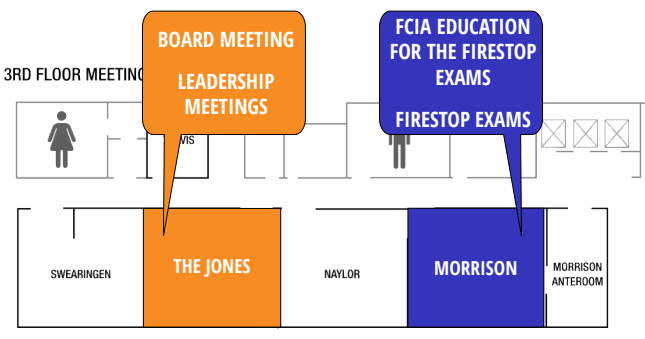 BOARD MEETING
LEADERSHIP
MEETINGS
FCIA EDUCATION
FOR THE FIRESTOP
EXAMS
FIRESTOP EXAMS
3RD FLOOR
SWEARINGEN
THE JONES
NAYLOR
MORRISON
MORRISON
ANTEROOM